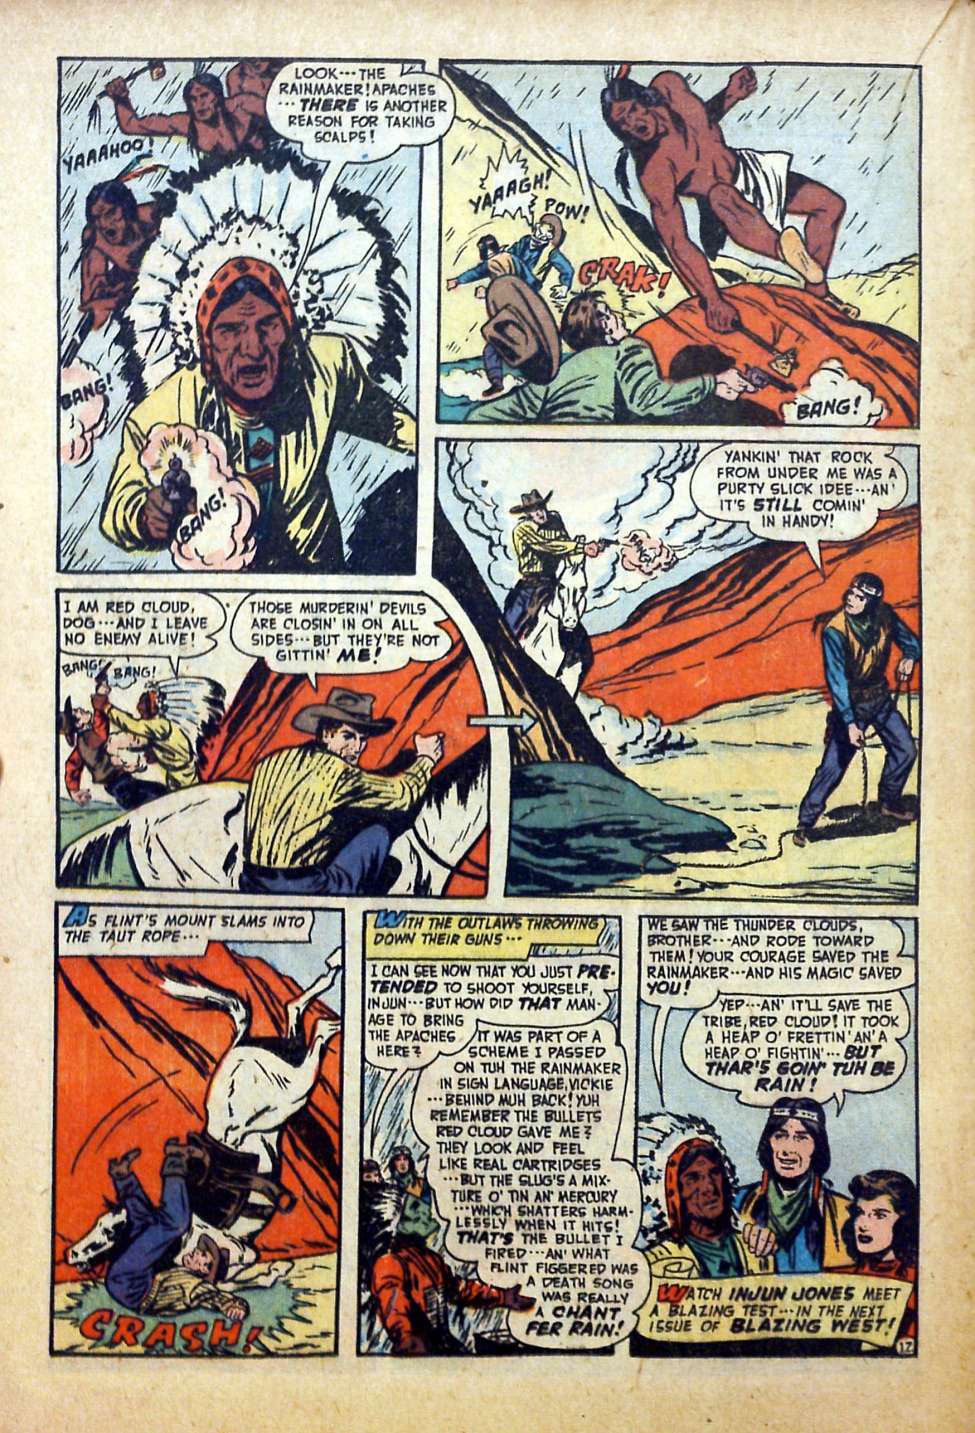 LOOK---THE
RAINMAKER! APACHES
---THERE IS ANOTHER
REASON FOR TAKING
SCALPS!
YAAAHOO!
BANG!
BANG!
YAAAGH!
POW!
CRAK!
BANG!
I AM RED CLOUD,
DOG---AND I LEAVE
NO ENEMY ALIVE!
THOSE MURDERIN' DEVILS
ARE CLOSIN' IN ON ALL
SIDES---BUT THEY'RE NOT
GITTIN' ME!
BANG!
BANG!
YANKIN' THAT ROCK
FROM UNDER ME WAS A
PURTY SLICK IDEE---AN'
IT'S STILL COMIN'
IN HANDY!
BANG!
AS FLINT'S MOUNT SLAMS INTO
THE TAUT ROPE---
CRASH!
WITH THE OUTLAWS THROWING
DOWN THEIR GUNS---
I CAN SEE NOW THAT YOU JUST PRE-
TENDED TO SHOOT YOURSELF,
INJUN---BUT HOW DID THAT MAN-
AGE TO BRING
THE APACHES
HERE?
IT WAS PART OF A
SCHEME I PASSED
ON TUH THE RAINMAKER
IN SIGN LANGUAGE, VICKIE
---BEHIND MUH BACK! YUH
REMEMBER THE BULLETS
RED CLOUD GAVE ME?
THEY LOOK AND FEEL
LIKE REAL CARTRIDGES
---BUT THE SLUG'S A MIX-
TURE O' TIN AN' MERCURY
---WHICH SHATTERS HARM-
LESSLY WHEN IT HITS!
THAT'S THE BULLET I
FIRED---AN' WHAT
FLINT FIGGERED WAS
A DEATH SONG
WAS REALLY
A CHANT
FER RAIN!
WE SAW THE THUNDER CLOUDS,
BROTHER---AND RODE TOWARD
THEM! YOUR COURAGE SAVED THE
RAINMAKER---AND HIS MAGIC SAVED
YOU!
YEP---AN' IT'LL SAVE THE
TRIBE, RED CLOUD! IT TOOK
A HEAP O' FRETTIN' AN' A
HEAP O' FIGHTIN'---BUT
THAR'S GOIN' TUH BE
RAIN!
WATCH INJUN JONES MEET
A BLAZING TEST---IN THE NEXT
ISSUE OF BLAZING WEST!
12